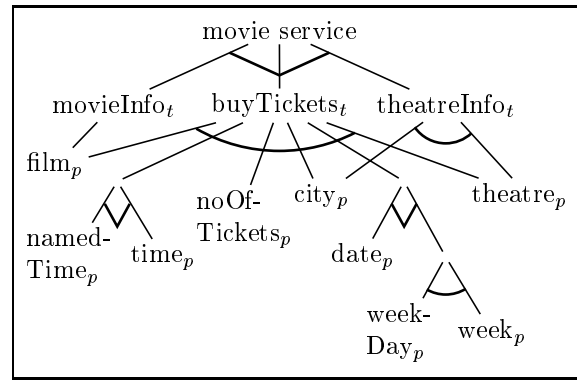 movie service
movieInfo_t buyTickets_t theatreInfo_t
film_p
noOf-
Tickets_p
city_p
theatre_p
named-
Time_p
time_p
date_p
week-
Day_p
week_p